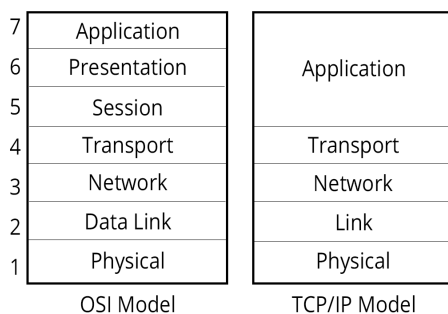 7 Application
6 Presentation
5 Session
4 Transport
3 Network
2 Data Link
1 Physical
OSI Model
Application
Transport
Network
Link
Physical
TCP/IP Model